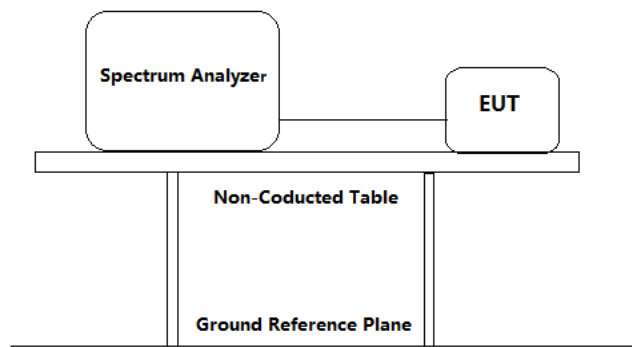 Spectrum Analyzer
EUT
Non-Coducted Table
Ground Reference Plane